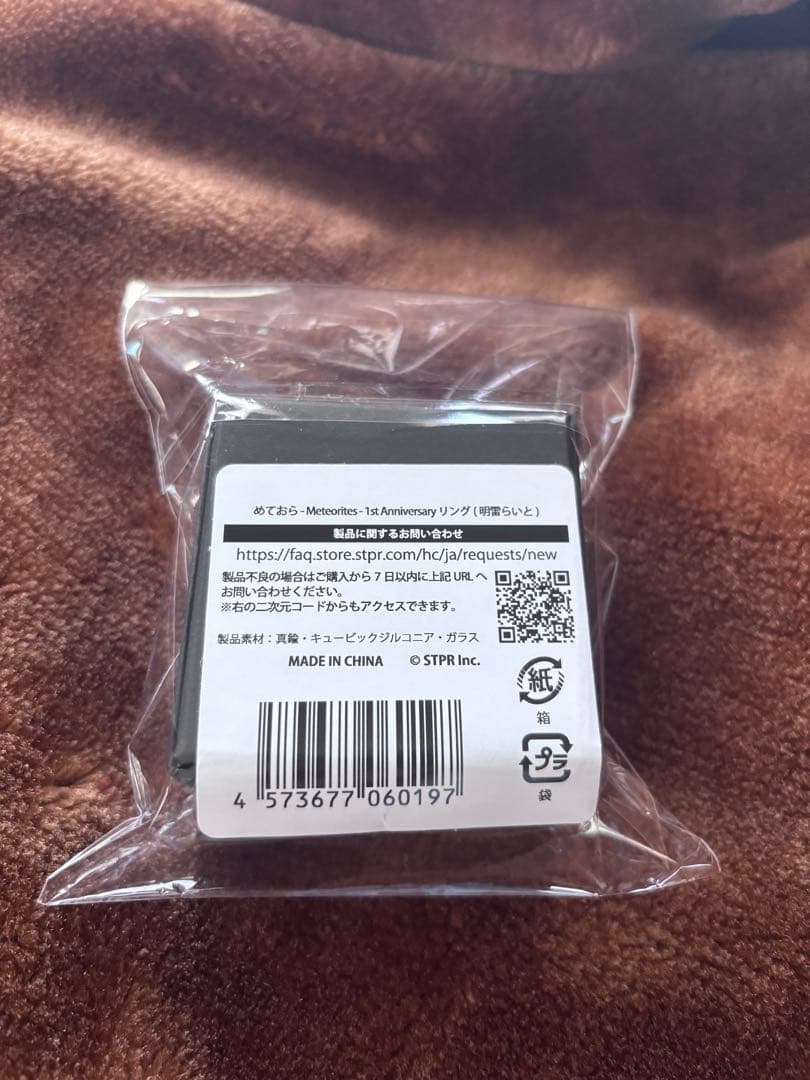 めておら - Meteorites - 1st Anniversary リング ( 明雷らいと )
製品に関するお問い合わせ
https://faq.store.stpr.com/hc/ja/requests/new
製品不良の場合はご購入から 7 日以内に上記 URL へ
お問い合わせください。
※右の二次元コードからもアクセスできます。
製品素材：真鍮・キュービックジルコニア・ガラス
MADE IN CHINA © STPR Inc.
紙
箱
プラ
袋
4 573677 060197